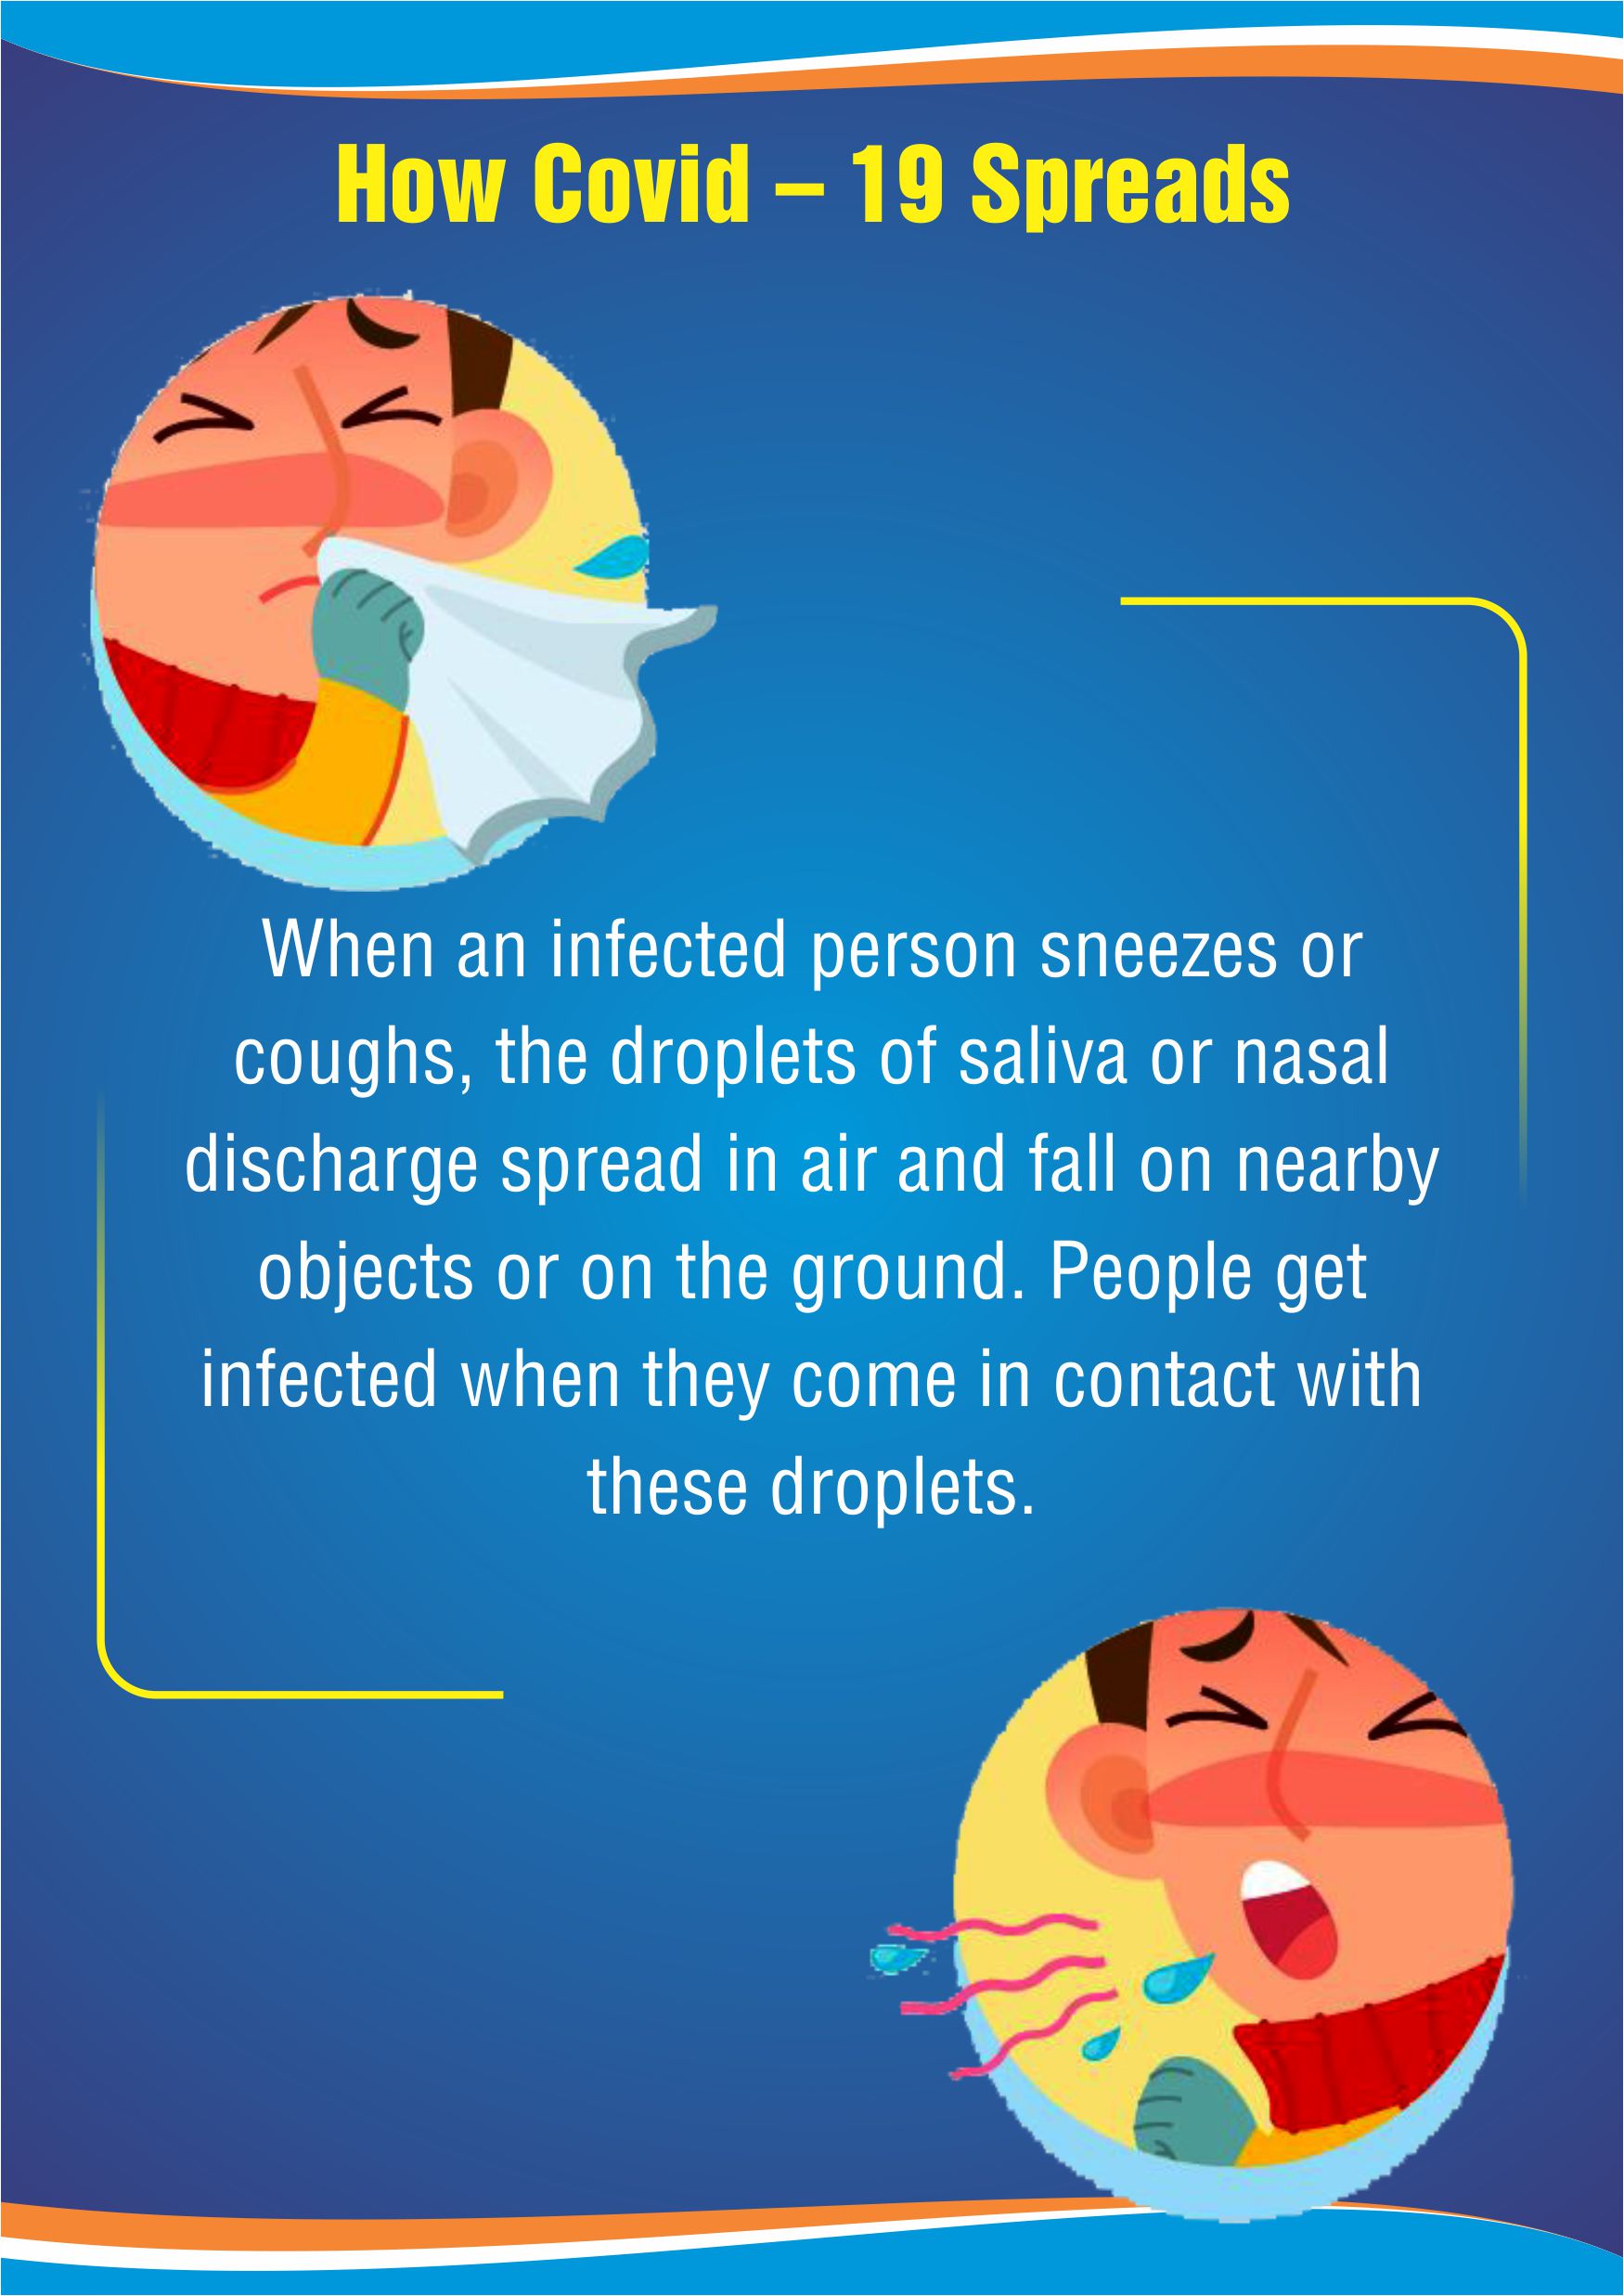 How Covid – 19 Spreads
When an infected person sneezes or
coughs, the droplets of saliva or nasal
discharge spread in air and fall on nearby
objects or on the ground. People get
infected when they come in contact with
these droplets.